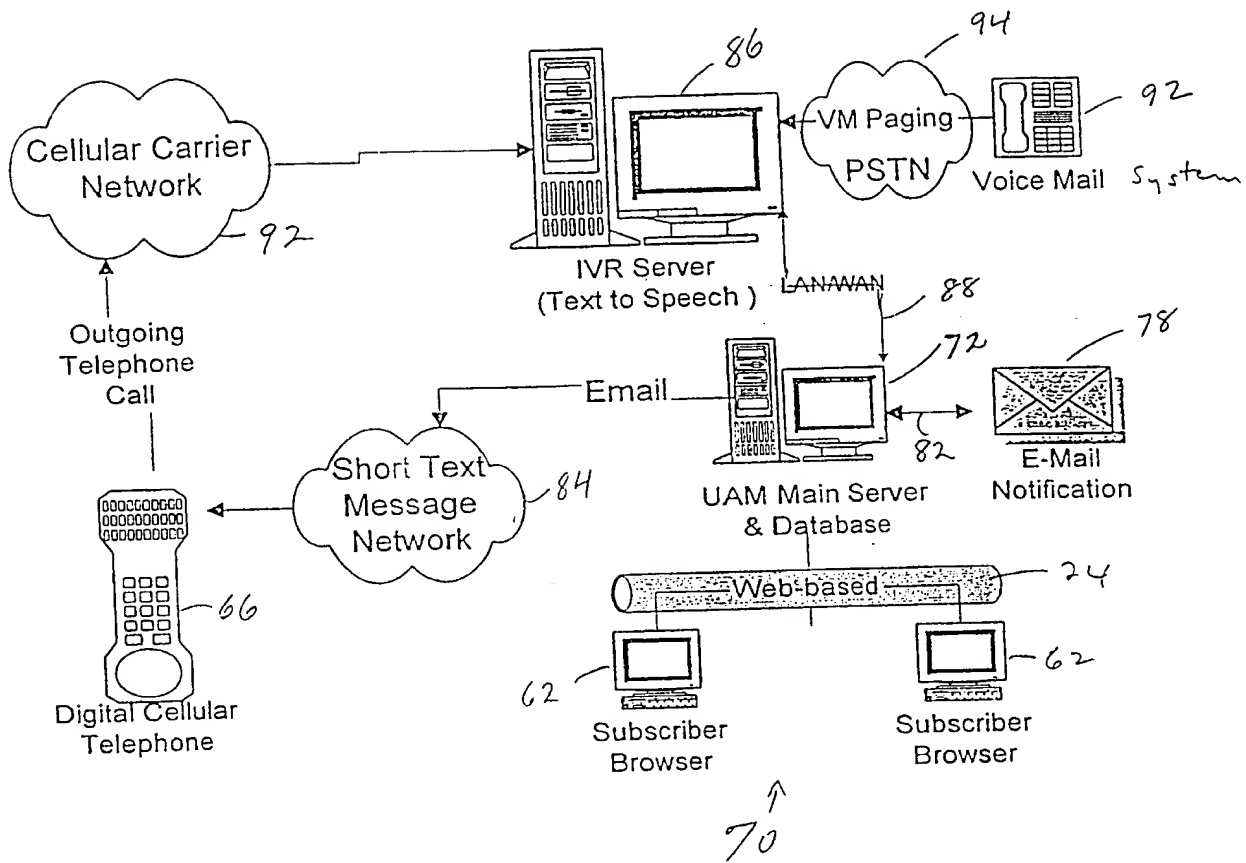 94
86
92
Cellular Carrier
Network
VM Paging
PSTN
Voice Mail System
92
IVR Server
(Text to Speech )
LAN/WAN
88
Outgoing
Telephone
Call
72
78
Email
82
E-Mail
Notification
Short Text
Message
Network
84
UAM Main Server
& Database
Web-based
24
66
62
62
Digital Cellular
Telephone
Subscriber
Browser
Subscriber
Browser
70